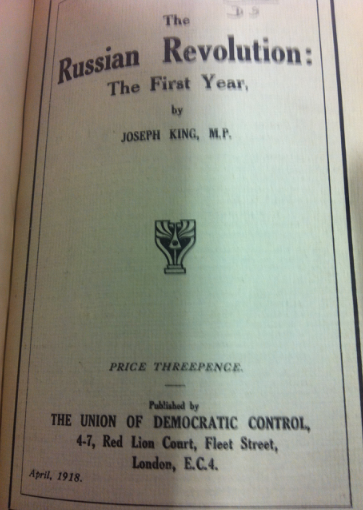 The
Russian Revolution:
The First Year,
by
JOSEPH KING, M.P.
PRICE THREEPENCE.
Published by
THE UNION OF DEMOCRATIC CONTROL,
4-7, Red Lion Court, Fleet Street,
London, E.C.4.
April, 1918.